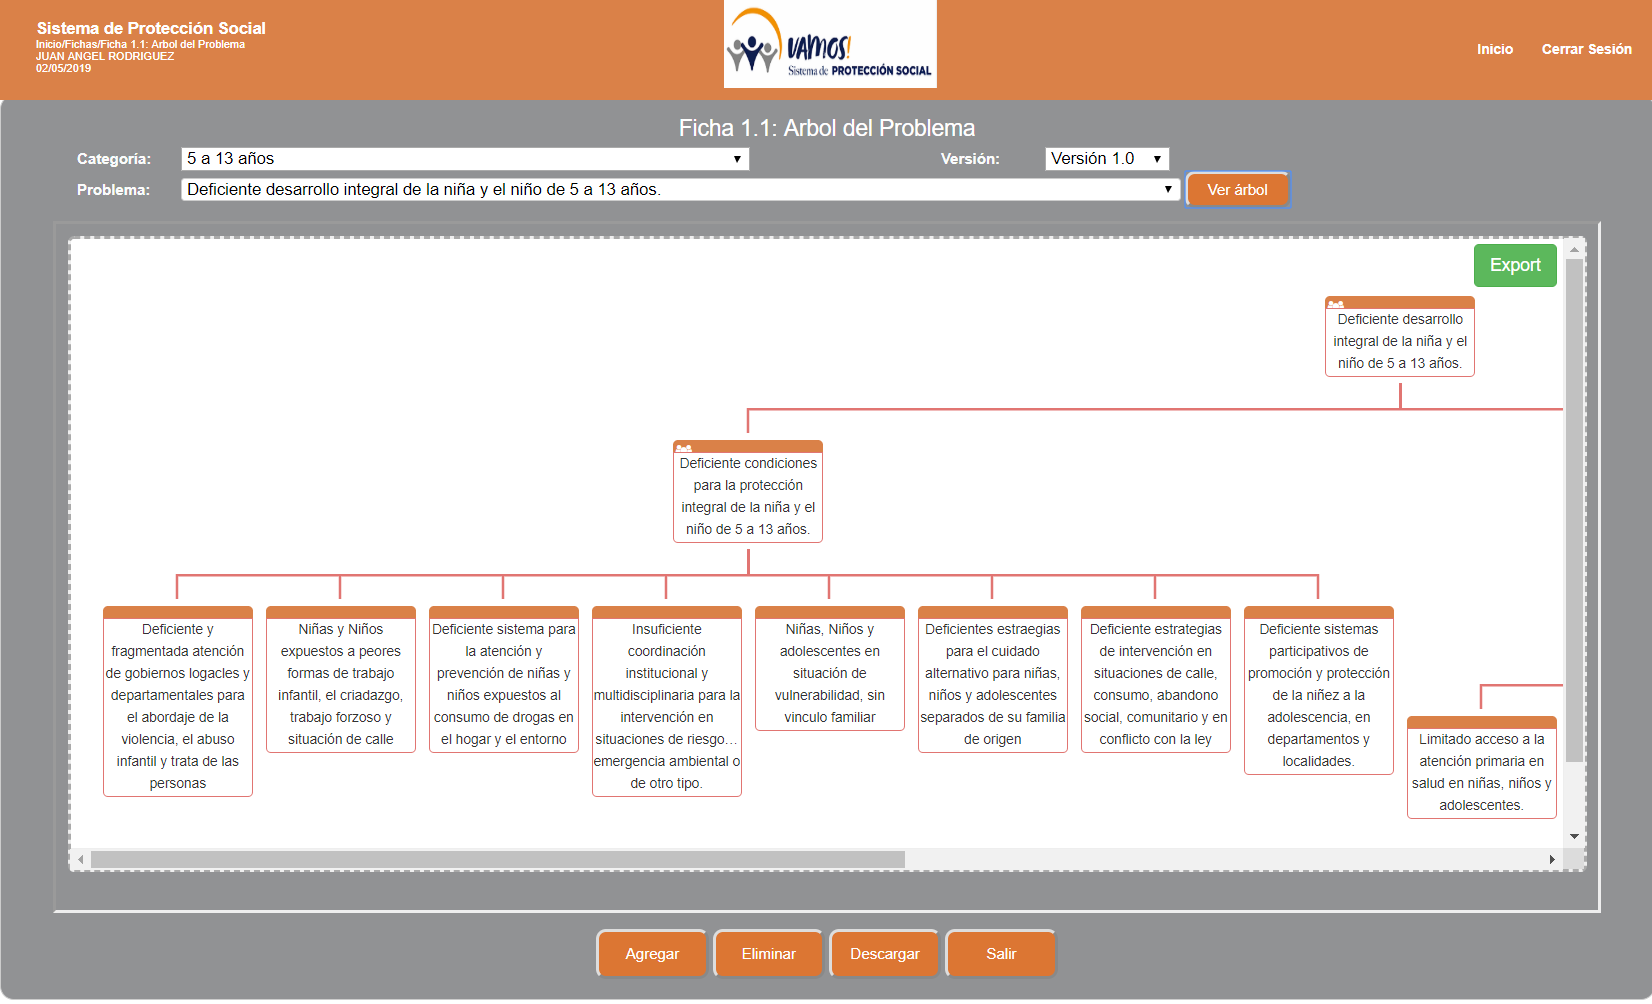 Sistema de Protección Social
Inicio/Fichas/Ficha 1.1: Arbol del Problema
JUAN ANGEL RODRIGUEZ
02/05/2019
VAMOS!
Sistema de PROTECCIÓN SOCIAL
Inicio
Cerrar Sesión
Ficha 1.1: Arbol del Problema
Categoría:
5 a 13 años
Versión:
Versión 1.0
Problema:
Deficiente desarrollo integral de la niña y el niño de 5 a 13 años.
Ver árbol
Export
Deficiente desarrollo
integral de la niña y el
niño de 5 a 13 años.
Deficiente condiciones
para la protección
integral de la niña y el
niño de 5 a 13 años.
Deficiente y
fragmentada atención
de gobiernos logacles y
departamentales para
el abordaje de la
violencia, el abuso
infantil y trata de las
personas
Niñas y Niños
expuestos a peores
formas de trabajo
infantil, el criadazgo,
trabajo forzoso y
situación de calle
Deficiente sistema para
la atención y
prevención de niñas y
niños expuestos al
consumo de drogas en
el hogar y el entorno
Insuficiente
coordinación
institucional y
multidisciplinaria para la
intervención en
situaciones de riesgo…
emergencia ambiental o
de otro tipo.
Niñas, Niños y
adolescentes en
situación de
vulnerabilidad, sin
vinculo familiar
Deficientes estraegias
para el cuidado
alternativo para niñas,
niños y adolescentes
separados de su familia
de origen
Deficiente estrategias
de intervención en
situaciones de calle,
consumo, abandono
social, comunitario y en
conflicto con la ley
Deficiente sistemas
participativos de
promoción y protección
de la niñez a la
adolescencia, en
departamentos y
localidades.
Limitado acceso a la
atención primaria en
salud en niñas, niños y
adolescentes.
Agregar
Eliminar
Descargar
Salir